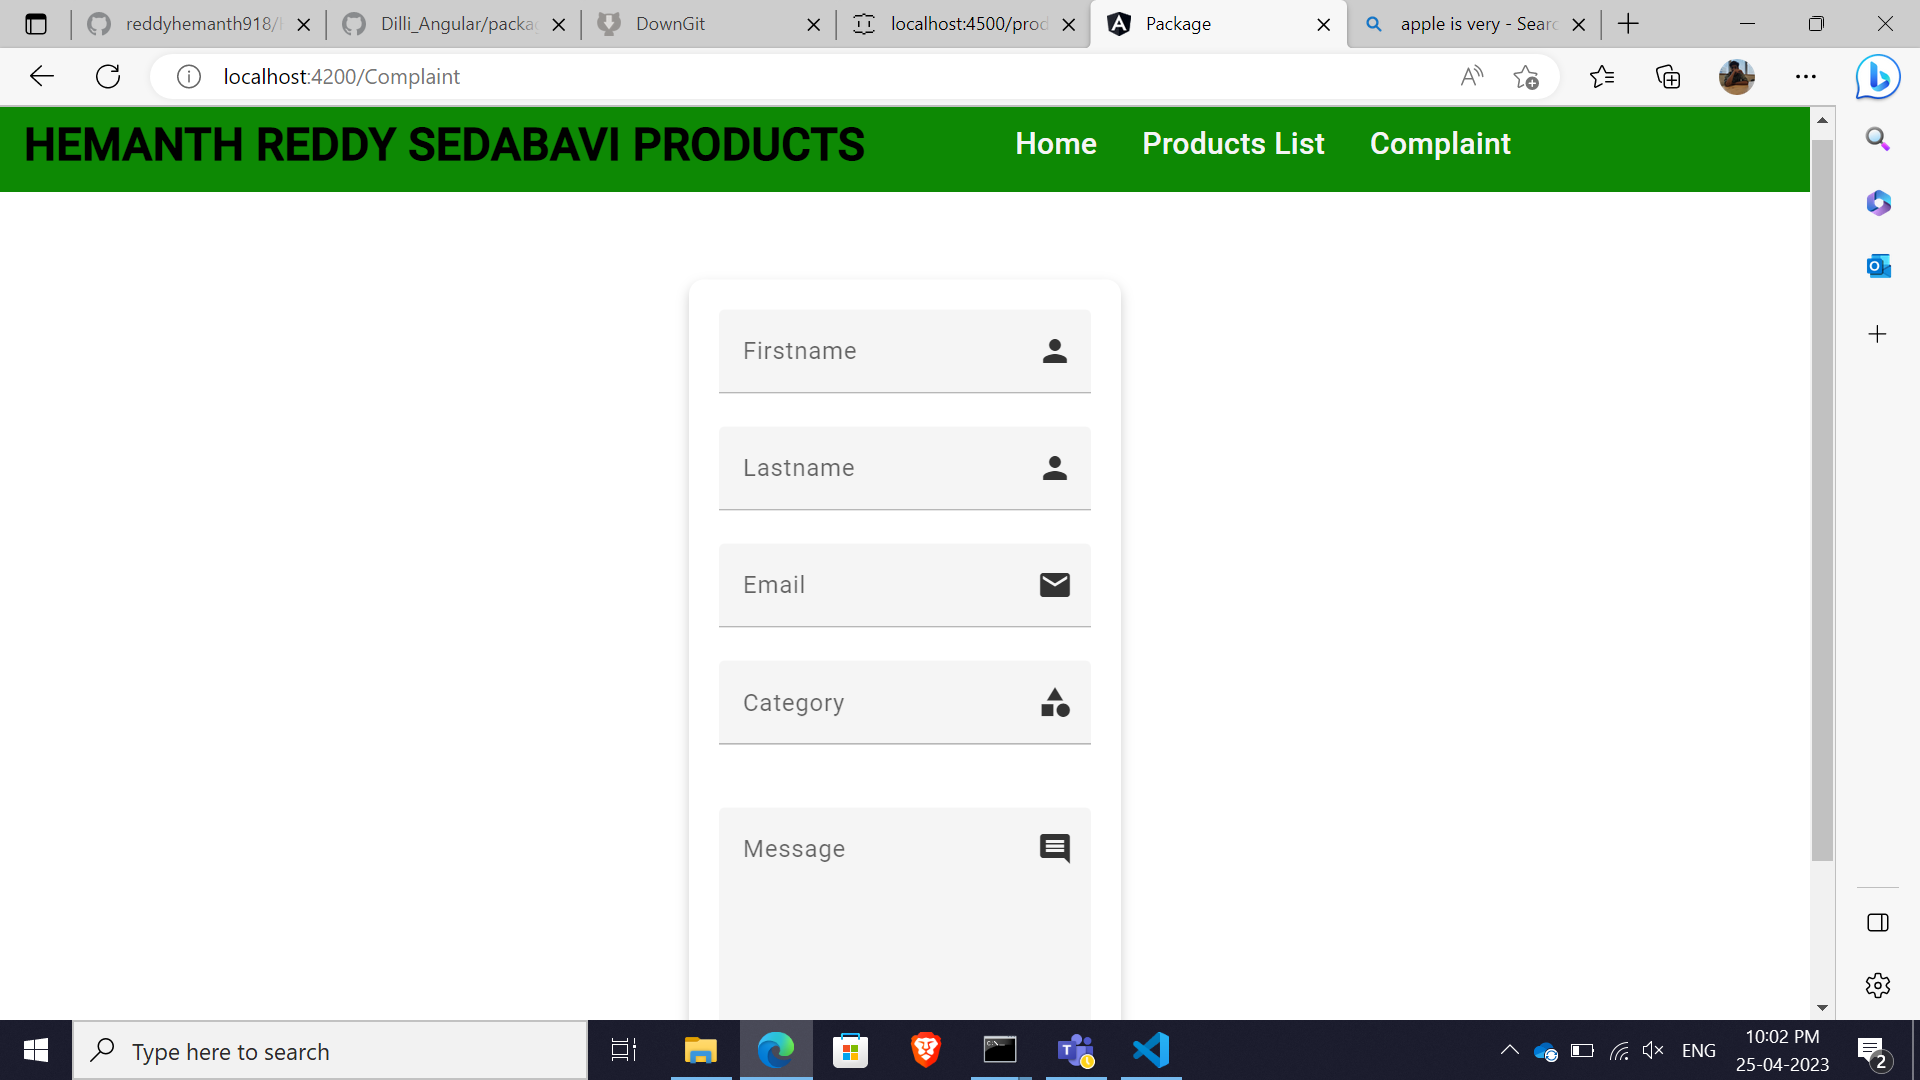 reddyhemanth918/
Dilli_Angular/packa
DownGit
localhost:4500/prod
Package
apple is very - Searc
localhost:4200/Complaint
HEMANTH REDDY SEDABAVI PRODUCTS
Home
Products List
Complaint
Firstname
Lastname
Email
Category
Message
Type here to search
ENG
10:02 PM
25-04-2023
2